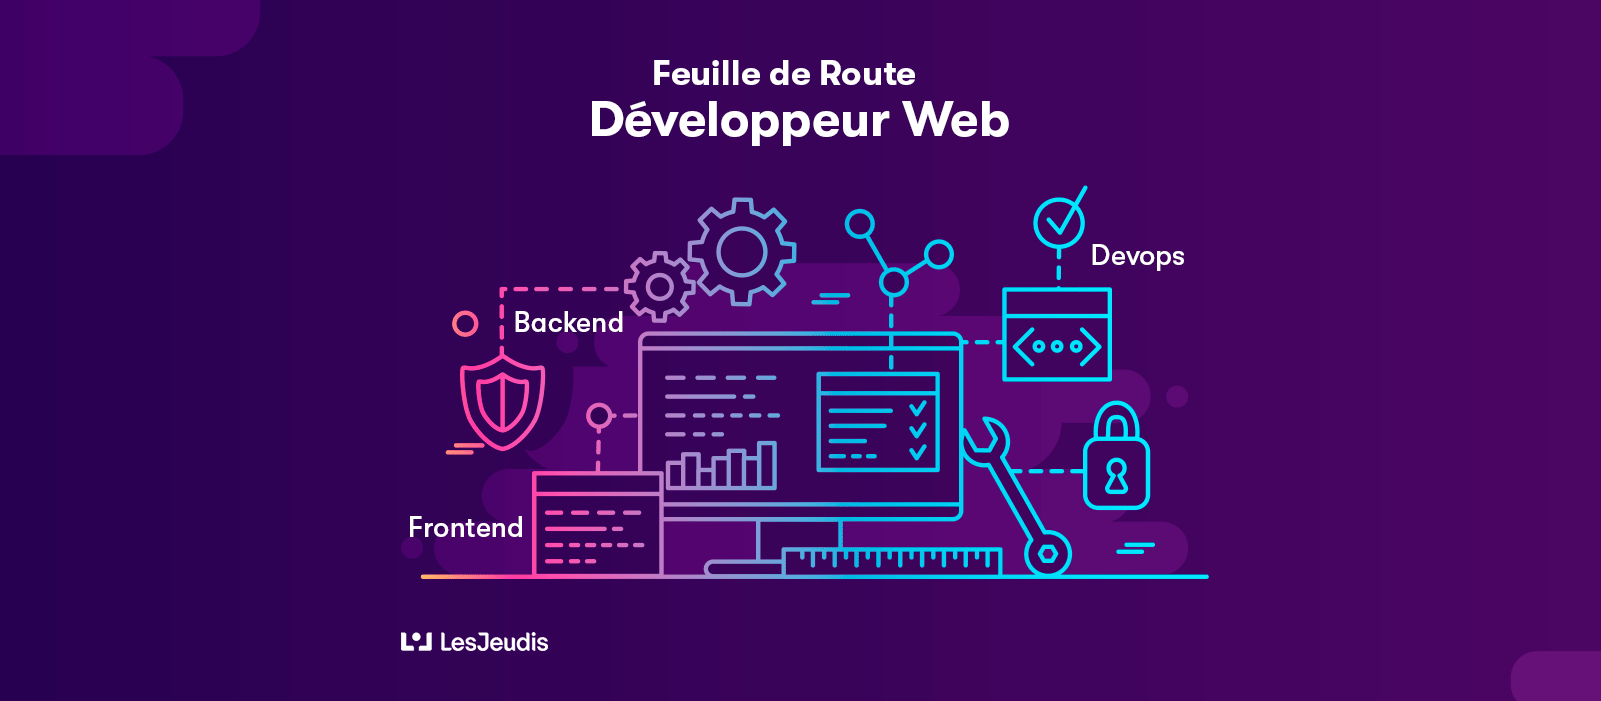 Feuille de Route
Développeur Web
Devops
Backend
Frontend
LesJeudis